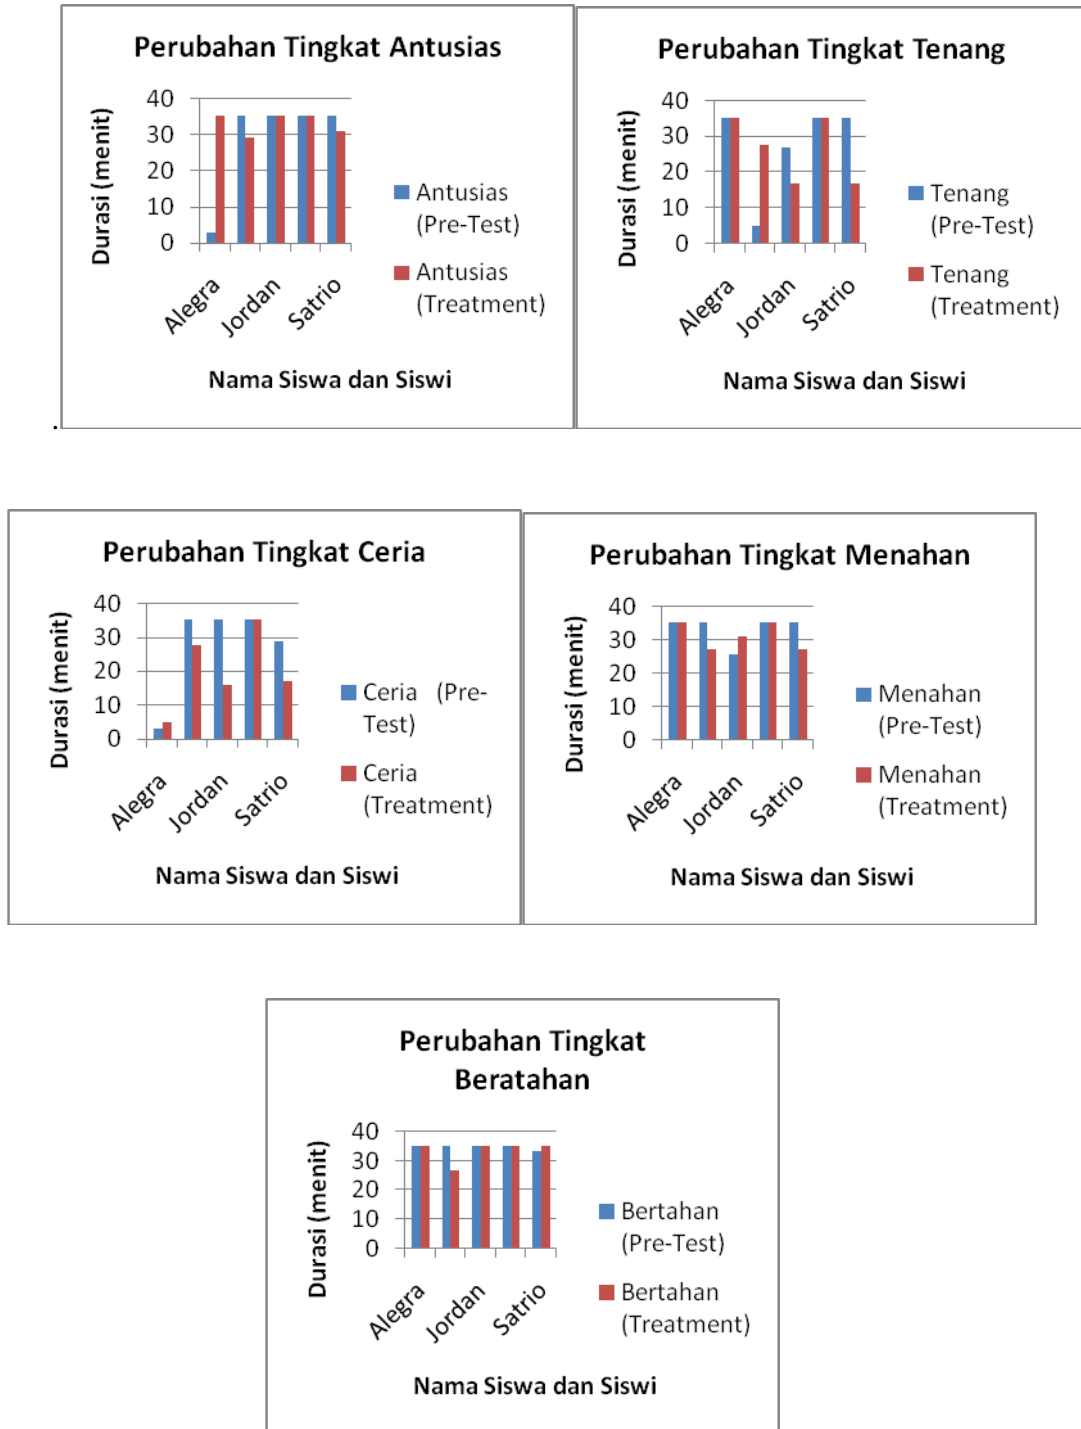 Perubahan Tingkat Antusias
Durasi (menit)
40
30
20
10
0
Alegra
Jordan
Satrio
Antusias
(Pre-Test)
Antusias
(Treatment)
Nama Siswa dan Siswi
.
Perubahan Tingkat Tenang
Durasi (menit)
40
30
20
10
0
Alegra
Jordan
Satrio
Tenang
(Pre-Test)
Tenang
(Treatment)
Nama Siswa dan Siswi
Perubahan Tingkat Ceria
Durasi (menit)
40
30
20
10
0
Alegra
Jordan
Satrio
Ceria (Pre-
Test)
Ceria
(Treatment)
Nama Siswa dan Siswi
Perubahan Tingkat Menahan
Durasi (menit)
40
30
20
10
0
Alegra
Jordan
Satrio
Menahan
(Pre-Test)
Menahan
(Treatment)
Nama Siswa dan Siswi
Perubahan Tingkat
Beratahan
Durasi (menit)
40
30
20
10
0
Alegra
Jordan
Satrio
Bertahan
(Pre-Test)
Bertahan
(Treatment)
Nama Siswa dan Siswi